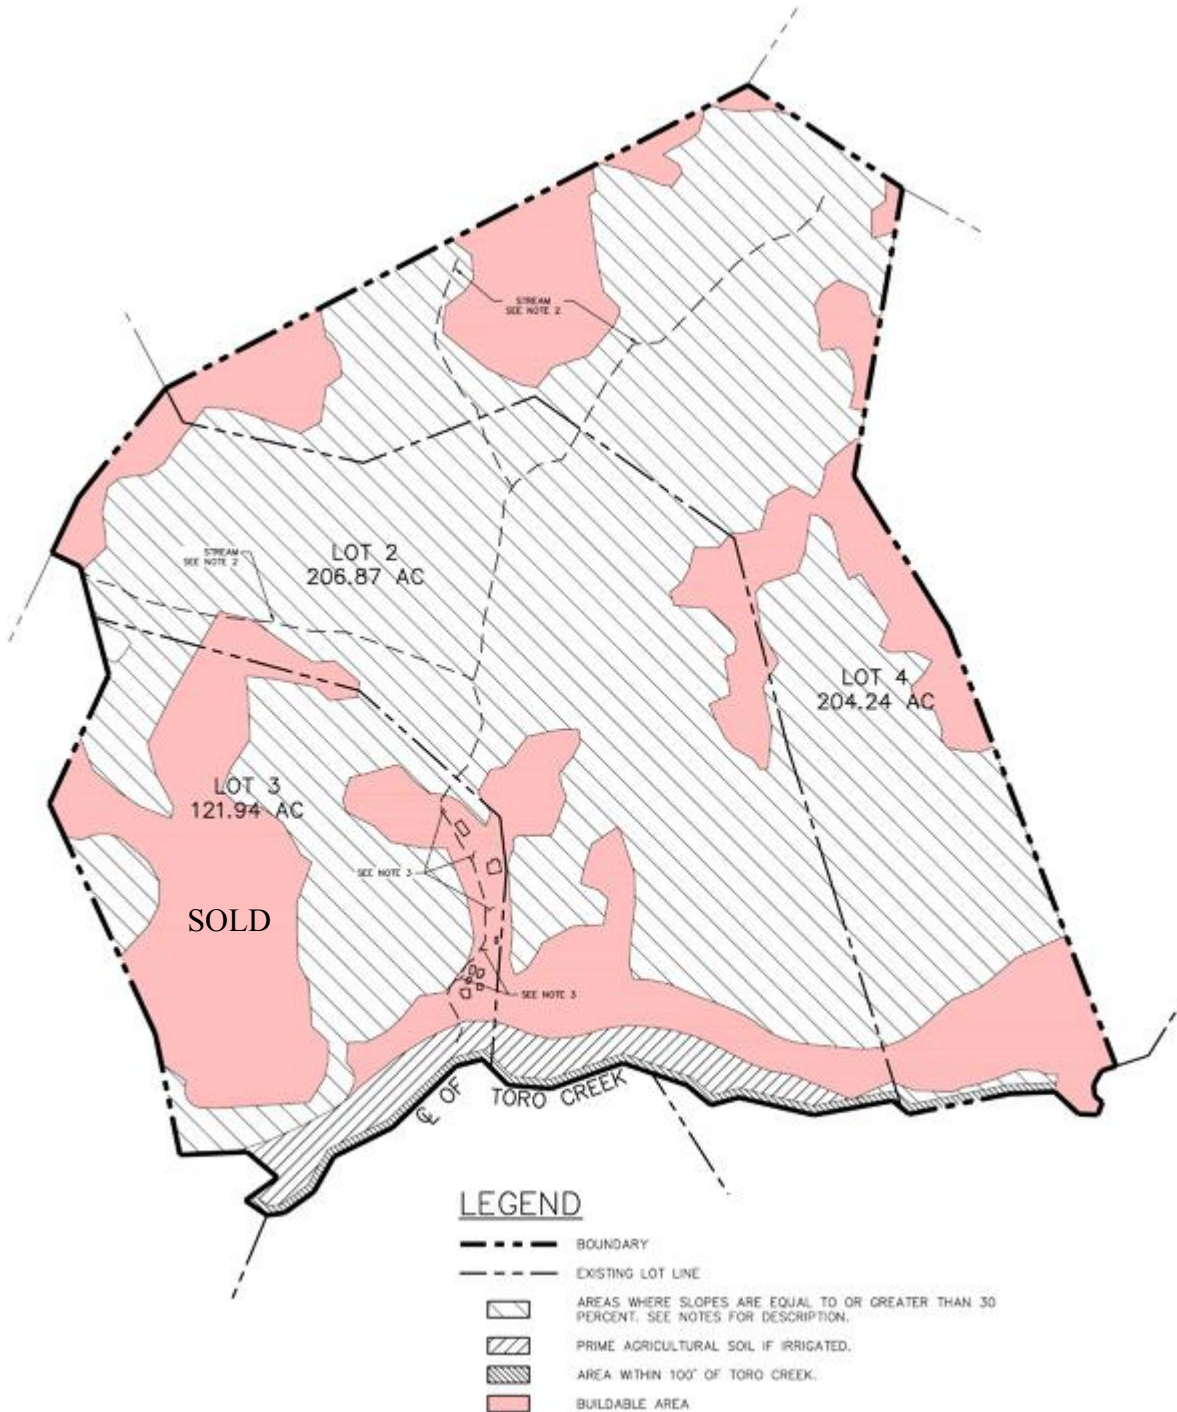 STREAM
SEE NOTE 2
STREAM
SEE NOTE 2
LOT 2
206.87 AC
LOT 4
204.24 AC
LOT 3
121.94 AC
SEE NOTE 3
SOLD
SEE NOTE 3
℄ OF TORO CREEK
LEGEND
BOUNDARY
EXISTING LOT LINE
AREAS WHERE SLOPES ARE EQUAL TO OR GREATER THAN 30
PERCENT. SEE NOTES FOR DESCRIPTION.
PRIME AGRICULTURAL SOIL IF IRRIGATED.
AREA WITHIN 100' OF TORO CREEK.
BUILDABLE AREA